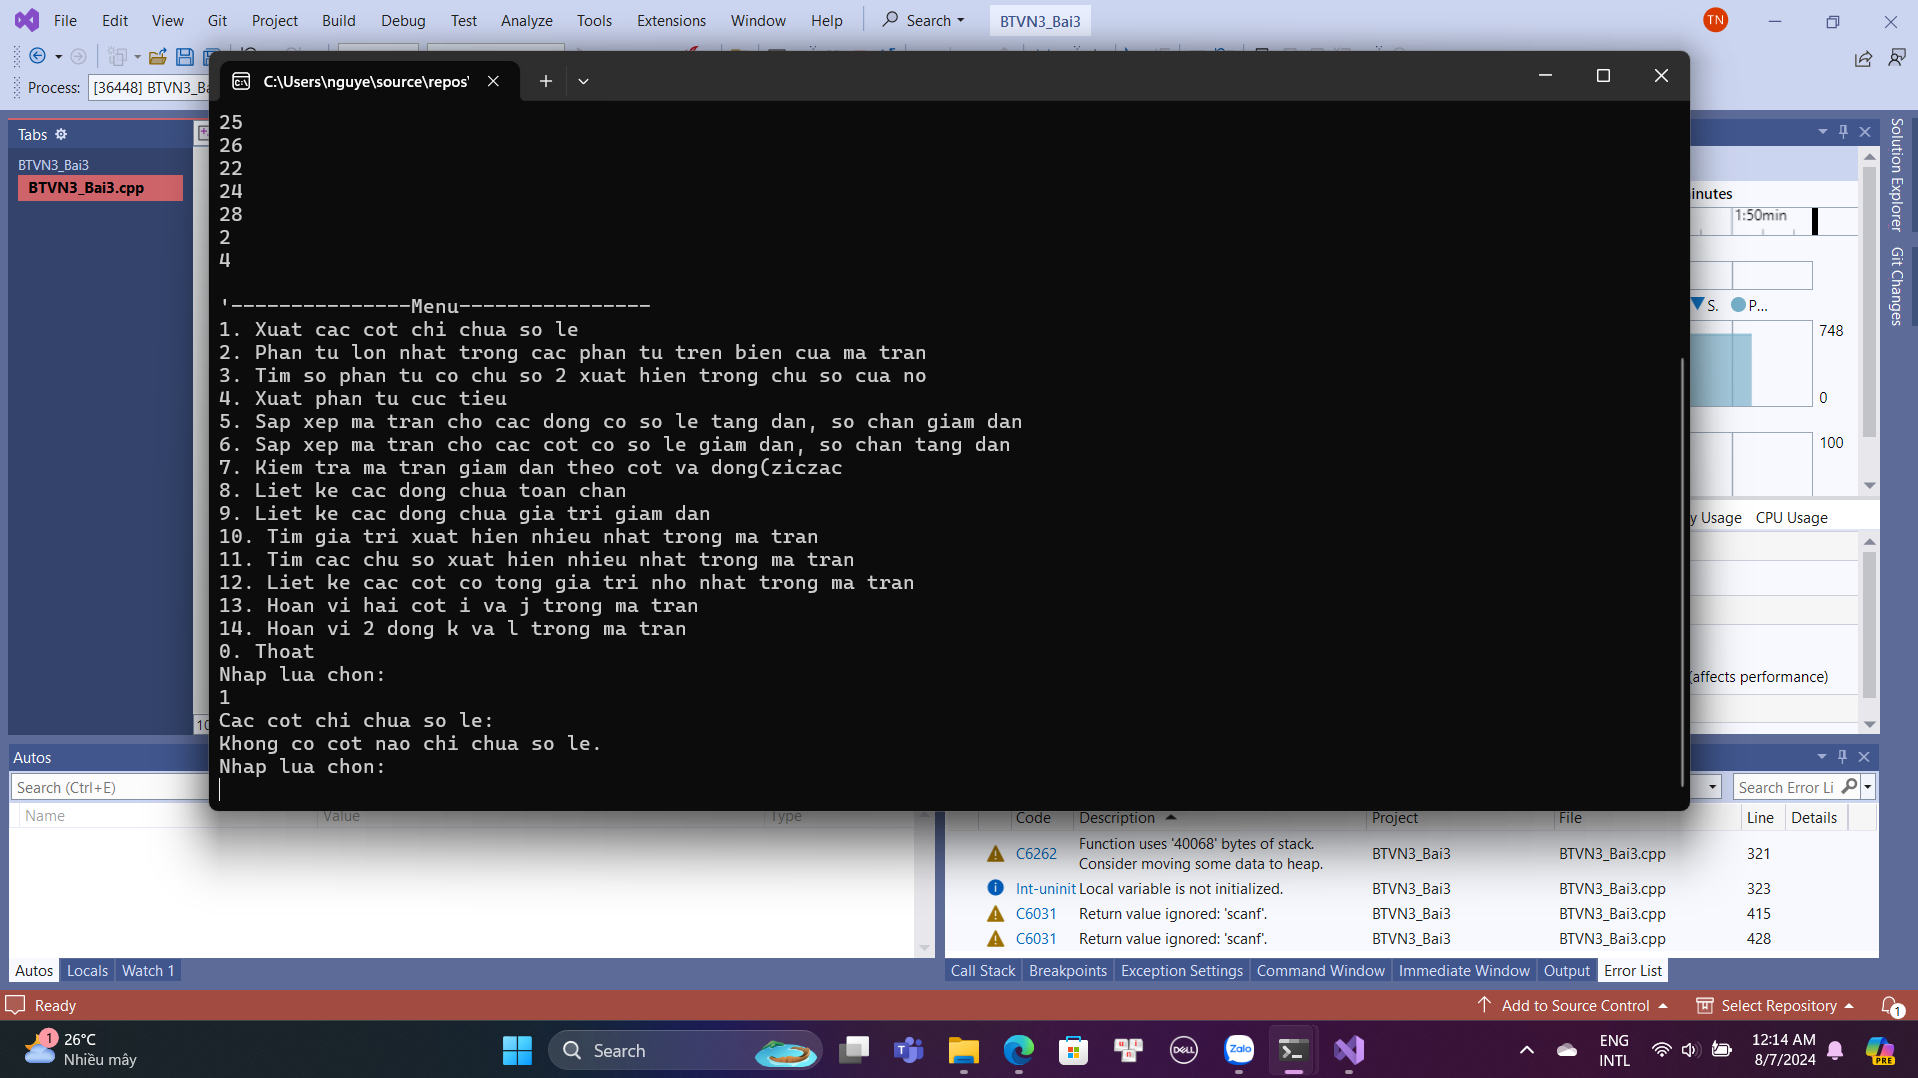 File Edit View Git Project Build Debug Test Analyze Tools Extensions Window Help Search BTVN3_Bai3 TN
Process: [36448] BTVN3_Ba
C:\Users\nguye\source\repos\
Tabs
BTVN3_Bai3
BTVN3_Bai3.cpp
25
26
22
24
28
2
4
'---------------Menu----------------
1. Xuat cac cot chi chua so le
2. Phan tu lon nhat trong cac phan tu tren bien cua ma tran
3. Tim so phan tu co chu so 2 xuat hien trong chu so cua no
4. Xuat phan tu cuc tieu
5. Sap xep ma tran cho cac dong co so le tang dan, so chan giam dan
6. Sap xep ma tran cho cac cot co so le giam dan, so chan tang dan
7. Kiem tra ma tran giam dan theo cot va dong(ziczac
8. Liet ke cac dong chua toan chan
9. Liet ke cac dong chua gia tri giam dan
10. Tim gia tri xuat hien nhieu nhat trong ma tran
11. Tim cac chu so xuat hien nhieu nhat trong ma tran
12. Liet ke cac cot co tong gia tri nho nhat trong ma tran
13. Hoan vi hai cot i va j trong ma tran
14. Hoan vi 2 dong k va l trong ma tran
0. Thoat
Nhap lua chon:
1
Cac cot chi chua so le:
Khong co cot nao chi chua so le.
Nhap lua chon:
inutes
1:50min
S. P...
748
0
100
y Usage CPU Usage
(affects performance)
Solution Explorer
Git Changes
10
Autos
Search (Ctrl+E)
Name Value Type
Autos Locals Watch 1
Search Error Li
Code Description Project File Line Details
C6262 Function uses '40068' bytes of stack. Consider moving some data to heap. BTVN3_Bai3 BTVN3_Bai3.cpp 321
Int-uninit Local variable is not initialized. BTVN3_Bai3 BTVN3_Bai3.cpp 323
C6031 Return value ignored: 'scanf'. BTVN3_Bai3 BTVN3_Bai3.cpp 415
C6031 Return value ignored: 'scanf'. BTVN3_Bai3 BTVN3_Bai3.cpp 428
Call Stack Breakpoints Exception Settings Command Window Immediate Window Output Error List
Ready Add to Source Control Select Repository 1
1 26°C
Nhiều mây
Search
DELL
Zalo
ENG
INTL
12:14 AM
8/7/2024
PRE